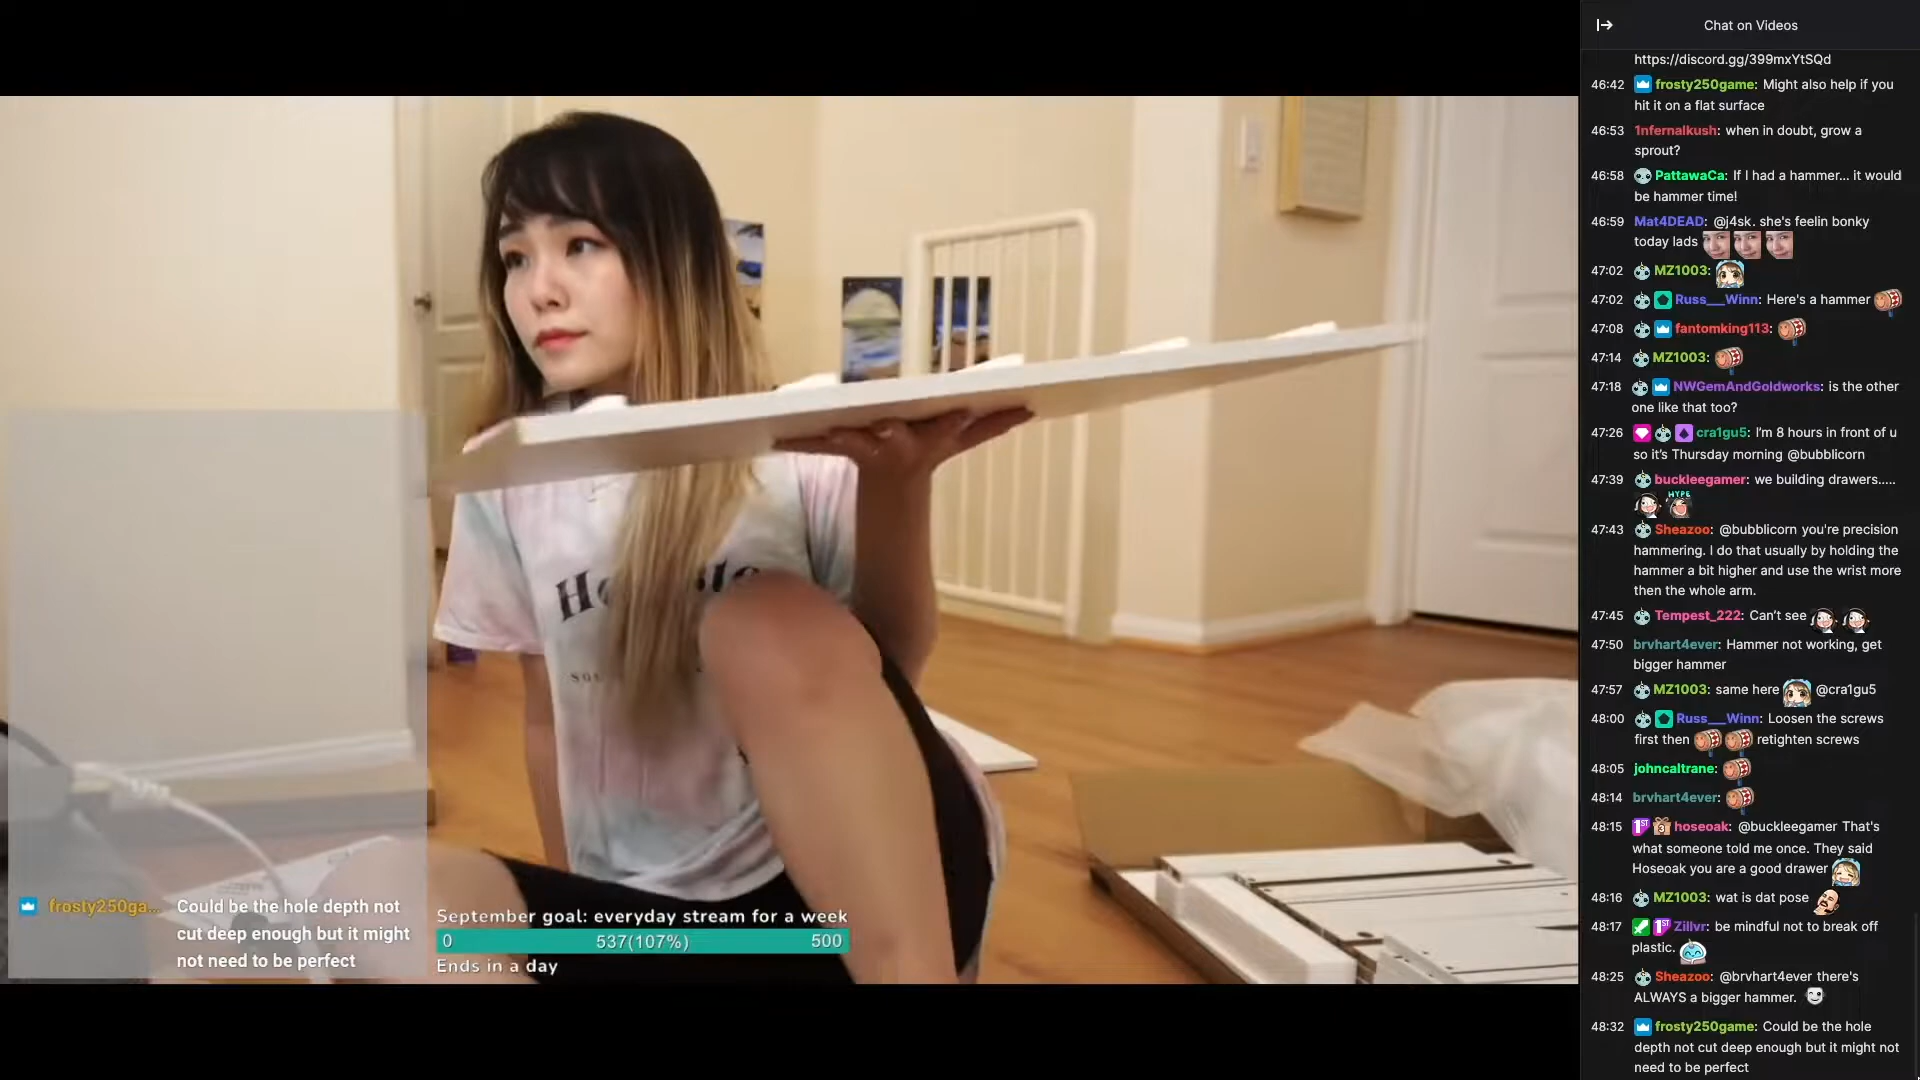 Chat on Videos
https://discord.gg/399mxYtSQd
46:42 frosty250game: Might also help if you
hit it on a flat surface
46:53 1nfernalkush: when in doubt, grow a
sprout?
46:58 PattawaCa: If I had a hammer... it would
be hammer time!
46:59 Mat4DEAD: @j4sk. she's feelin bonky
today lads
47:02 MZ1003:
47:02 Russ__Winn: Here's a hammer
47:08 fantomking113:
47:14 MZ1003:
47:18 NWGemAndGoldworks: is the other
one like that too?
47:26 cra1gu5: I'm 8 hours in front of u
so it's Thursday morning @bubblicorn
47:39 buckleegamer: we building drawers.....
HYPE
47:43 Sheazoo: @bubblicorn you're precision
hammering. I do that usually by holding the
hammer a bit higher and use the wrist more
then the whole arm.
47:45 Tempest_222: Can't see
47:50 brvhart4ever: Hammer not working, get
bigger hammer
47:57 MZ1003: same here @cra1gu5
48:00 Russ__Winn: Loosen the screws
first then retighten screws
48:05 johncaltrane:
48:14 brvhart4ever:
48:15 1ST 3 hoseoak: @buckleegamer That's
what someone told me once. They said
Hoseoak you are a good drawer
48:16 MZ1003: wat is dat pose
48:17 1ST Zillvr: be mindful not to break off
plastic.
48:25 Sheazoo: @brvhart4ever there's
ALWAYS a bigger hammer.
48:32 frosty250game: Could be the hole
depth not cut deep enough but it might not
need to be perfect
frosty250ga... Could be the hole depth not
cut deep enough but it might
not need to be perfect
September goal: everyday stream for a week
0 537(107%) 500
Ends in a day